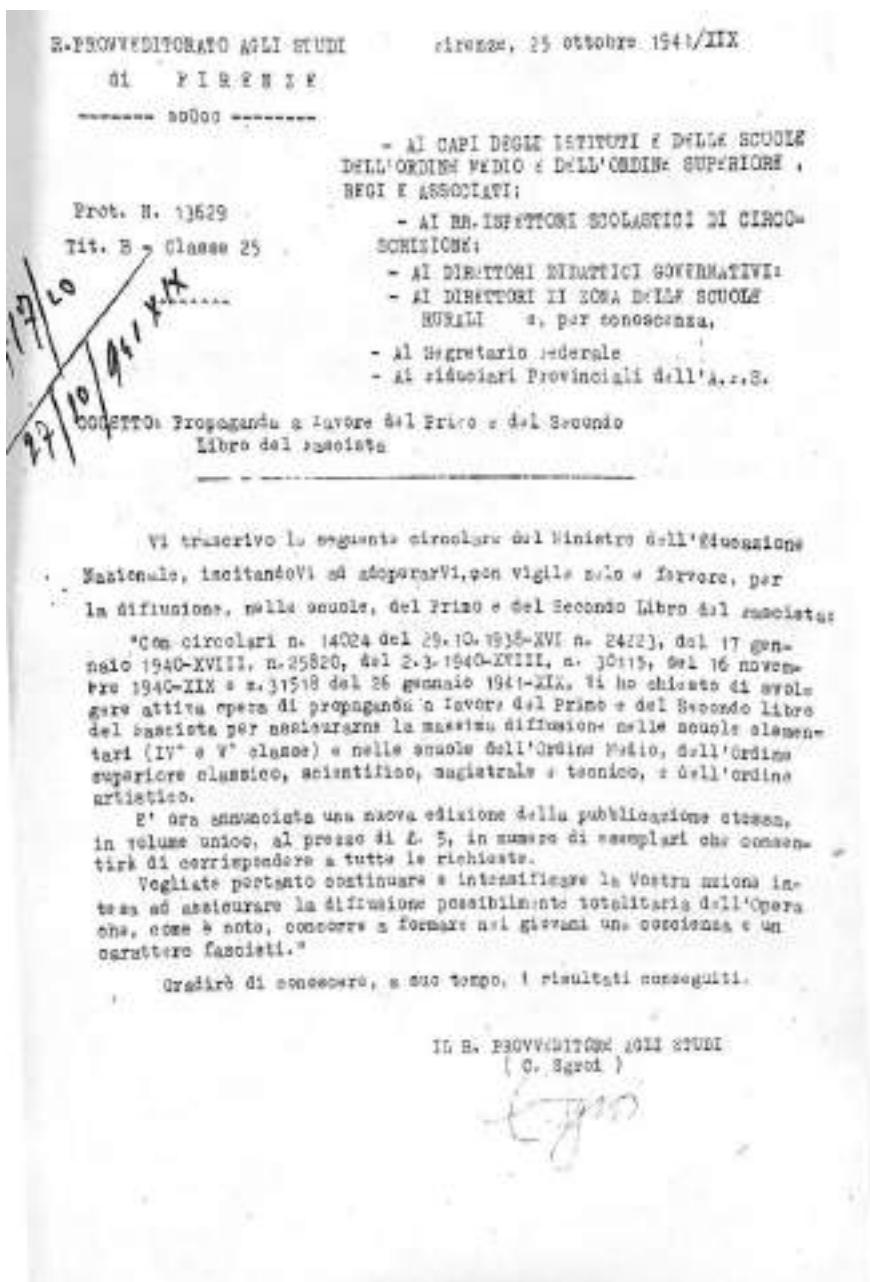 R.PROVVEDITORATO AGLI STUDI
di FIRENZE
------- ooOoo --------
Firenze, 25 ottobre 1941/XIX
- AI CAPI DEGLI ISTITUTI E DELLE SCUOLE
DELL'ORDINE MEDIO E DELL'ORDINE SUPERIORE ,
REGI E ASSOCIATI;
- AI RR.ISPETTORI SCOLASTICI DI CIRCO=
SCRIZIONE;
- AI DIRETTORI DIDATTICI GOVERNATIVI;
- AI DIRETTORI DI ZONA DELLE SCUOLE
RURALI e, per conoscenza,
- Al Segretario Federale
- Ai Fiduciari Provinciali dell'A.F.S.
Prot. N. 13629
Tit. B - Classe 25
--------
17/20
27/10/941 XIX
OGGETTO: Propaganda a favore del Primo e del Secondo
Libro del Fascista
Vi trascrivo la seguente circolare del Ministro dell'Educazione
Nazionale, incitandoVi ad adoperarVi,con vigile zelo e fervore, per
la diffusione, nelle scuole, del Primo e del Secondo Libro del Fascista:
"Con circolari n. 14024 del 29.10.1938-XVI n. 24223, del 17 gen=
naio 1940-XVIII, n.25820, del 2.3.1940-XVIII, n. 30115, del 16 novem=
bre 1940-XIX e n.31518 del 26 gennaio 1941-XIX, Vi ho chiesto di svol=
gere attiva opera di propaganda a favore del Primo e del Secondo libro
del Fascista per assicurarne la massima diffusione nelle scuole elemen=
tari (IV° e V° classe) e nelle scuole dell'Ordine Medio, dell'Ordine
superiore classico, scientifico, magistrale e tecnico, e dell'ordine
artistico.
E' ora annunciata una nuova edizione della pubblicazione stessa,
in volume unico, al prezzo di £. 5, in numero di esemplari che consen=
tirà di corrispondere a tutte le richieste.
Vogliate pertanto continuare e intensificare la Vostra azione in=
tesa ad assicurare la diffusione possibilmente totalitaria dell'Opera
che, come è noto, concorre a formare nei giovani una coscienza e un
carattere fascisti."
Gradirò di conoscere, a suo tempo, i risultati conseguiti.
IL R. PROVVEDITORE AGLI STUDI
( C. Sgroi )